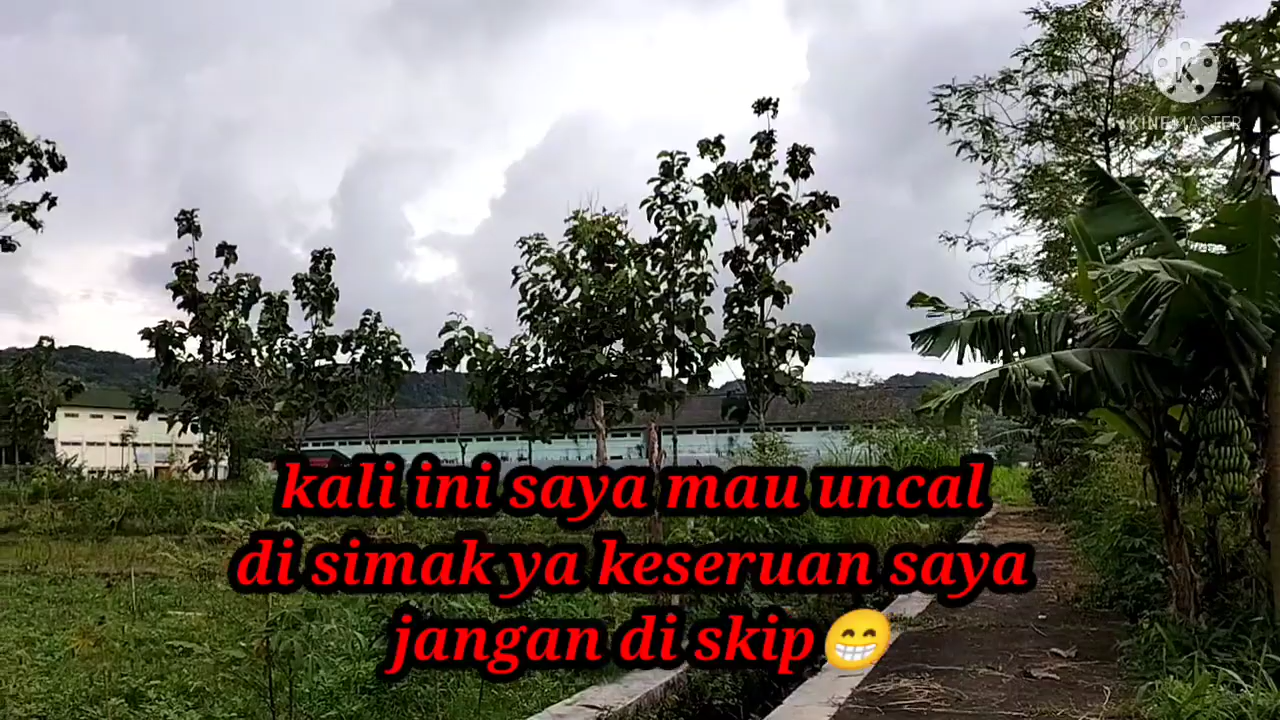 KINEMASTER
kali ini saya mau uncal
di simak ya keseruan saya
jangan di skip😁